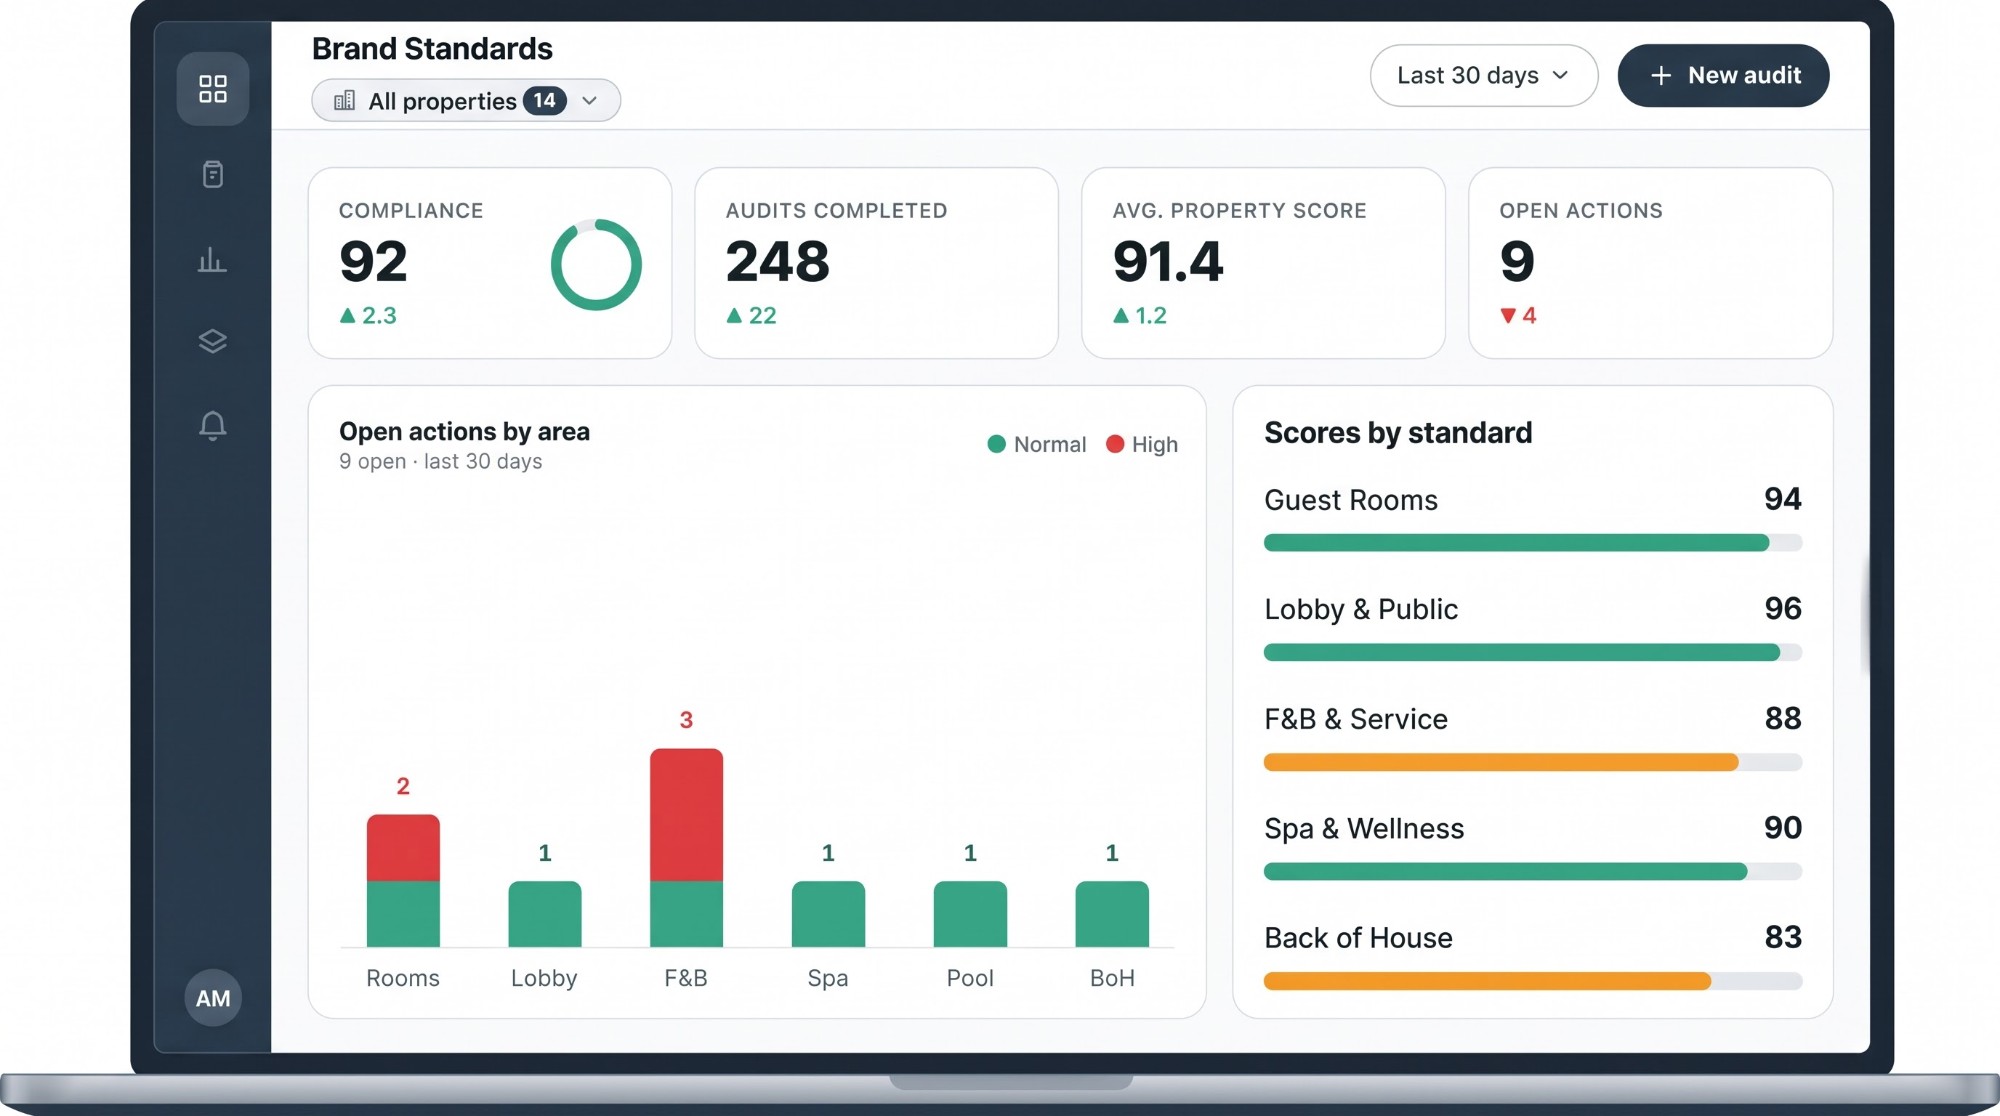 Brand Standards
All properties 14
Last 30 days
+ New audit
COMPLIANCE
92
▲ 2.3
AUDITS COMPLETED
248
▲ 22
AVG. PROPERTY SCORE
91.4
▲ 1.2
OPEN ACTIONS
9
▼ 4
Open actions by area
9 open · last 30 days
Normal High
2
1
3
1
1
1
Rooms Lobby F&B Spa Pool BoH
Scores by standard
Guest Rooms 94
Lobby & Public 96
F&B & Service 88
Spa & Wellness 90
Back of House 83
AM